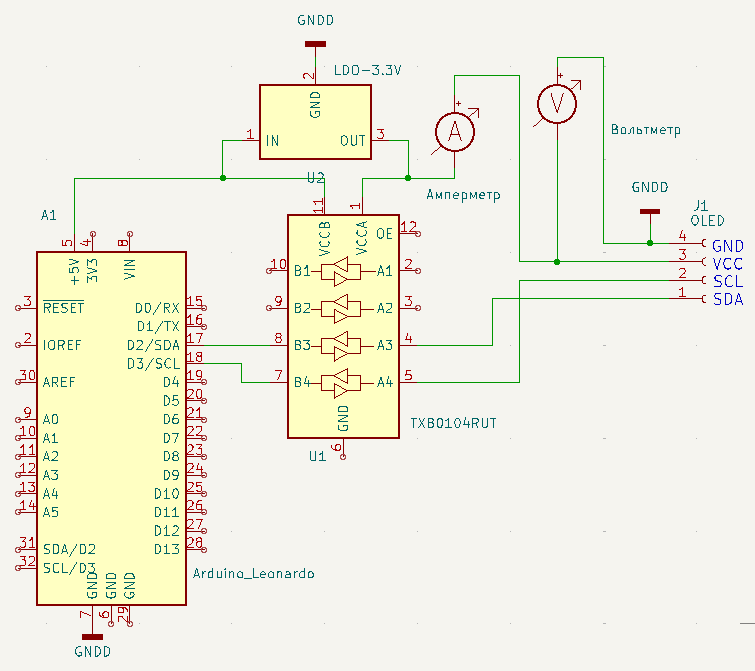 GNDD
LDO-3.3V
2
GND
1 IN OUT 3
+
A
Амперметр
+
V
Вольтметр
GNDD
J1
OLED
4 GND
3 VCC
2 SCL
1 SDA
U2
11 1
VCCB VCCA
OE 12
10 B1 A1 2
9 B2 A2 3
8 B3 A3 4
7 B4 A4 5
GND
6
U1
TXB0104RUT
A1
5 4 8
+5V 3V3 VIN
3 RESET D0/RX 15
D1/TX 16
2 IOREF D2/SDA 17
D3/SCL 18
30 AREF D4 19
D5 20
9 A0 D6 21
10 A1 D7 22
11 A2 D8 23
12 A3 D9 24
13 A4 D10 25
14 A5 D11 26
D12 27
31 SDA/D2 D13 28
32 SCL/D3
GND GND GND
7 6 29
Arduino_Leonardo
GNDD